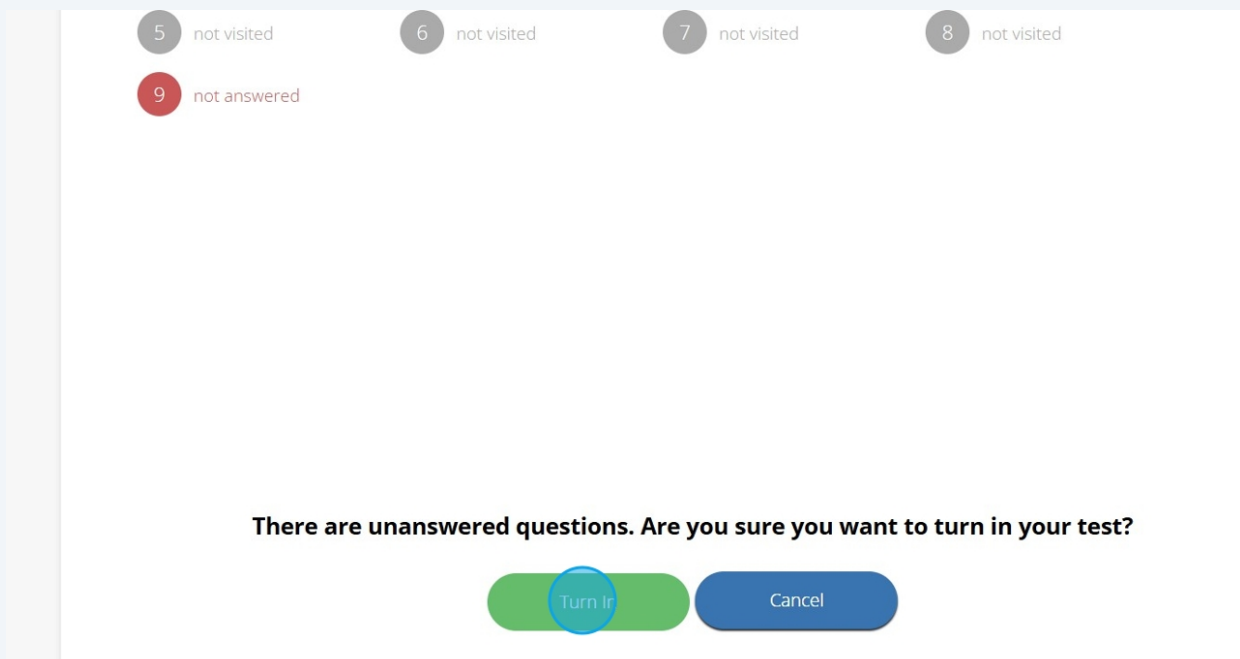 5 not visited 6 not visited 7 not visited 8 not visited
9 not answered
There are unanswered questions. Are you sure you want to turn in your test?
Turn In Cancel